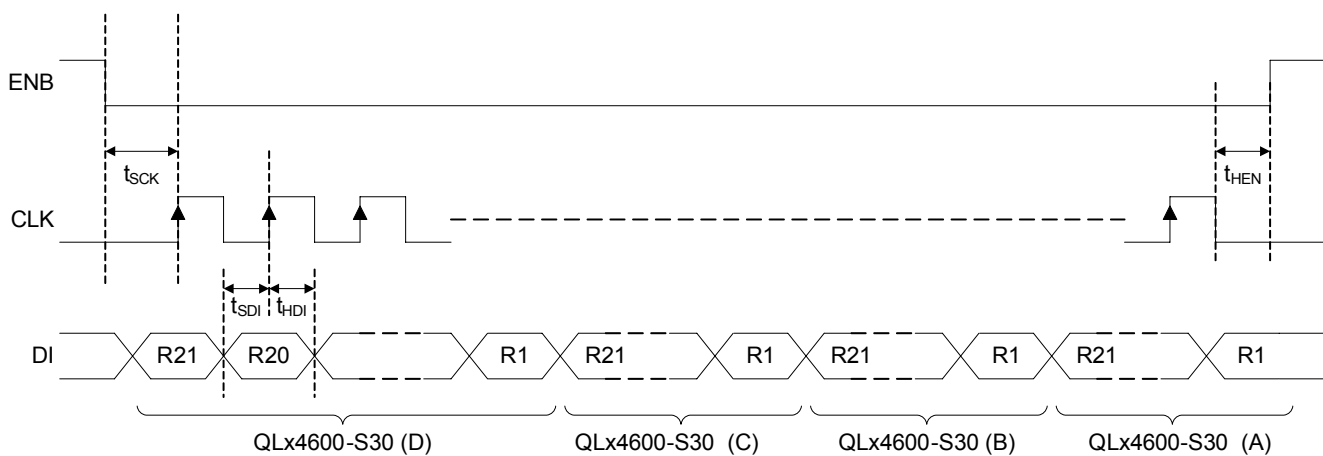 ENB
tSCK
tHEN
CLK
tSDI tHDI
DI R21 R20 R1 R21 R1 R21 R1 R21 R1
QLx4600-S30 (D) QLx4600-S30 (C) QLx4600-S30 (B) QLx4600-S30 (A)